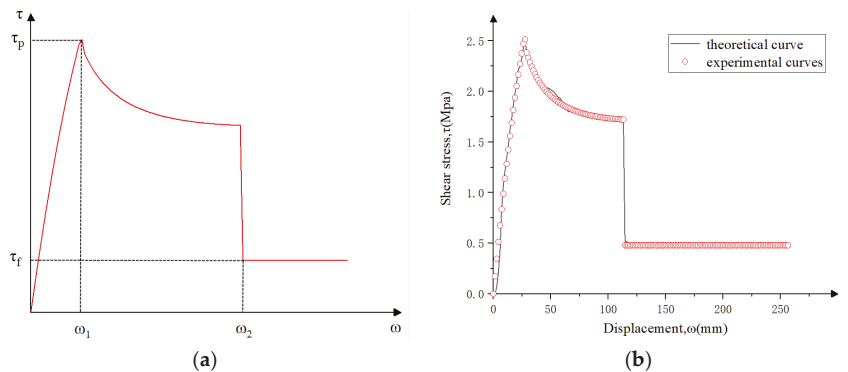 τ
τp
τf
ω1
ω2
ω
(a)
Shear stress,τ(Mpa)
2.5
2.0
1.5
1.0
0.5
0.0
0
50
100
150
200
250
Displacement,ω(mm)
theoretical curve
experimental curves
(b)